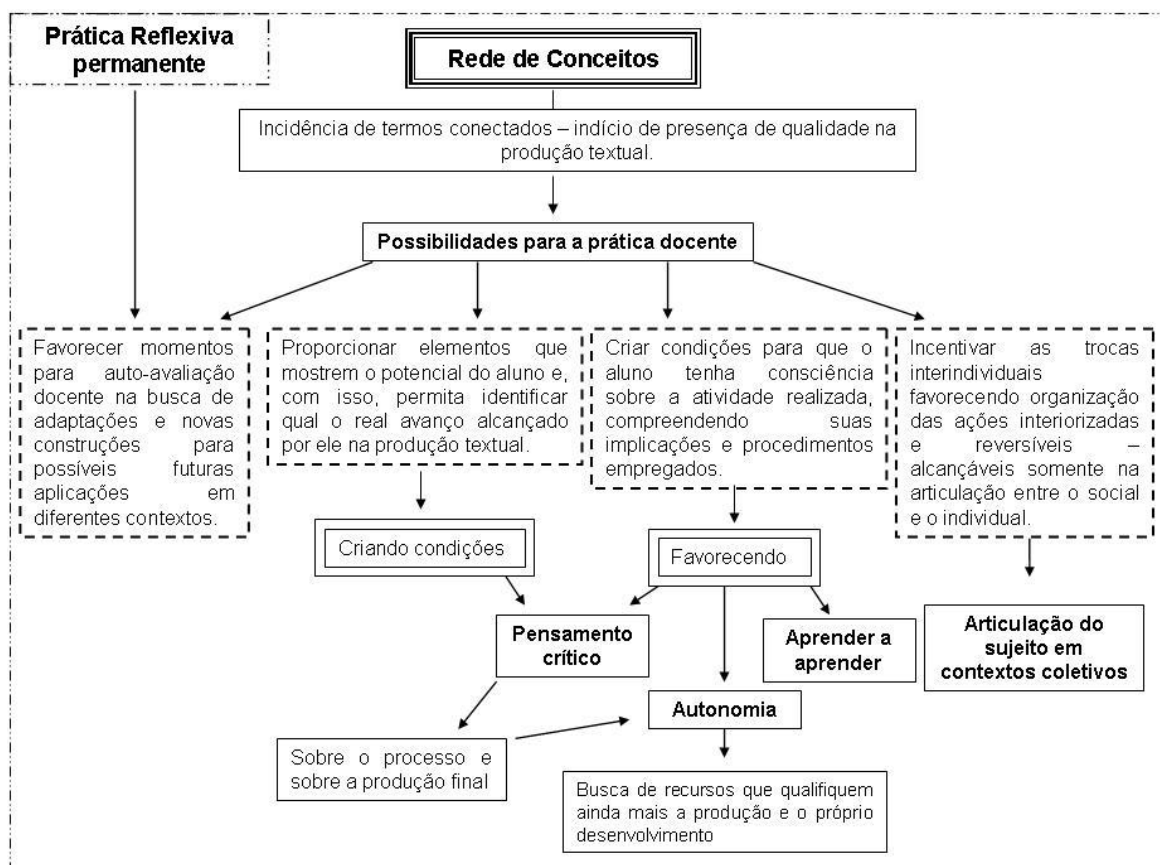 Prática Reflexiva
permanente
Rede de Conceitos
Incidência de termos conectados – indício de presença de qualidade na
produção textual.
Possibilidades para a prática docente
Favorecer momentos
para auto-avaliação
docente na busca de
adaptações e novas
construções para
possíveis futuras
aplicações em
diferentes contextos.
Proporcionar elementos que
mostrem o potencial do aluno e,
com isso, permita identificar
qual o real avanço alcançado
por ele na produção textual.
Criar condições para que o
aluno tenha consciência
sobre a atividade realizada,
compreendendo suas
implicações e procedimentos
empregados.
Incentivar as trocas
interindividuais
favorecendo organização
das ações interiorizadas
e reversíveis –
alcançáveis somente na
articulação entre o social
e o individual.
Criando condições
Favorecendo
Pensamento
crítico
Aprender a
aprender
Articulação do
sujeito em
contextos coletivos
Autonomia
Sobre o processo e
sobre a produção final
Busca de recursos que qualifiquem
ainda mais a produção e o próprio
desenvolvimento